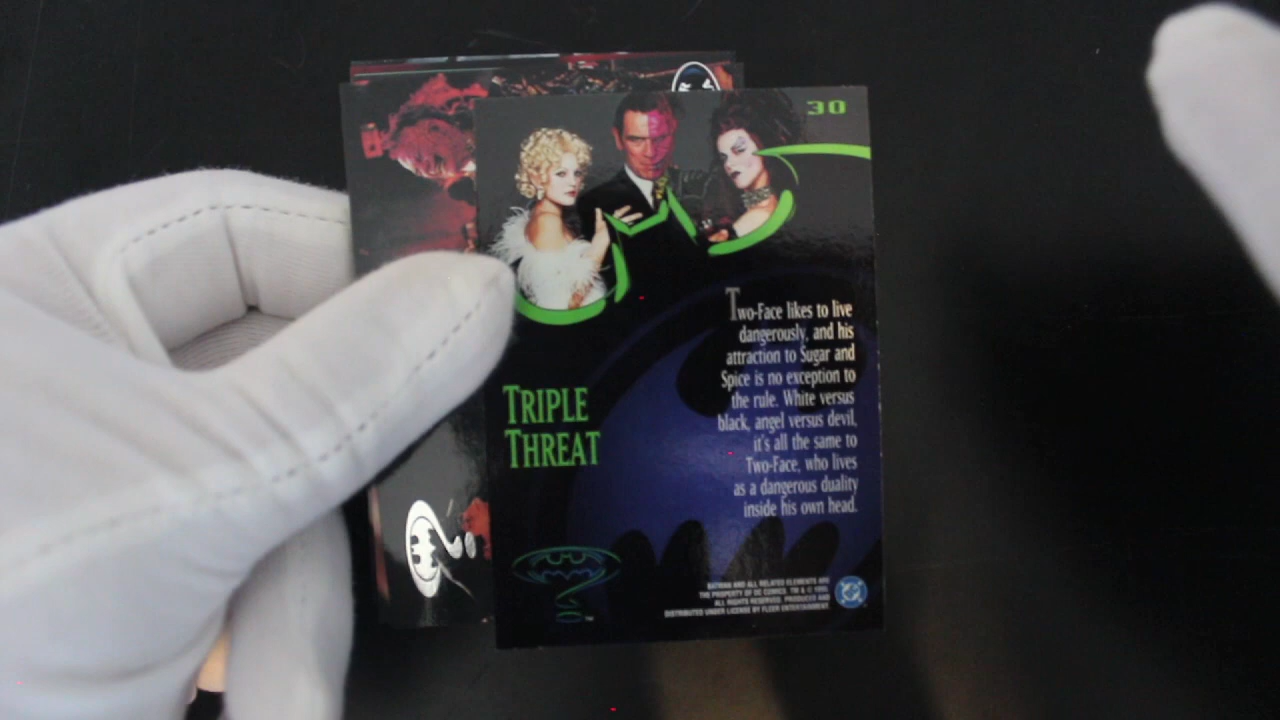 30
Two-Face likes to live
dangerously, and his
attraction to Sugar and
Spice is no exception to
the rule. White versus
black, angel versus devil,
it's all the same to
Two-Face, who lives
as a dangerous duality
inside his own head.
TRIPLE
THREAT
BATMAN AND ALL RELATED ELEMENTS ARE
THE PROPERTY OF DC COMICS. TM & © 1995.
ALL RIGHTS RESERVED. PRODUCED AND
DISTRIBUTED UNDER LICENSE BY FLEER ENTERTAINMENT
DC
TM